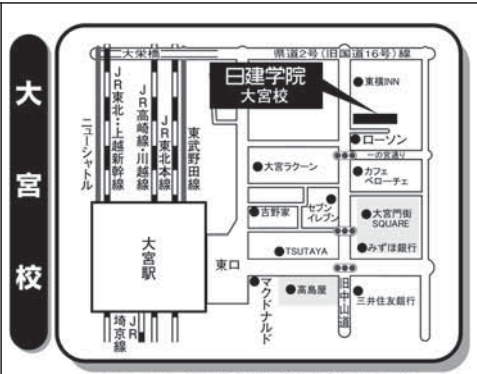 大宮校
大栄橋
県道2号(旧国道16号)線
日建学院
大宮校
東横INN
ローソン
一の宮通り
ニューシャトル
JR東北・上越新幹線
JR高崎線・川越線
JR東北本線
東武野田線
大宮ラクーン
カフェ
ベローチェ
吉野家
セブン
イレブン
大宮門街
SQUARE
みずほ銀行
大宮駅
東口
TSUTAYA
マクドナルド
高島屋
旧中山道
三井住友銀行
JR
埼京線